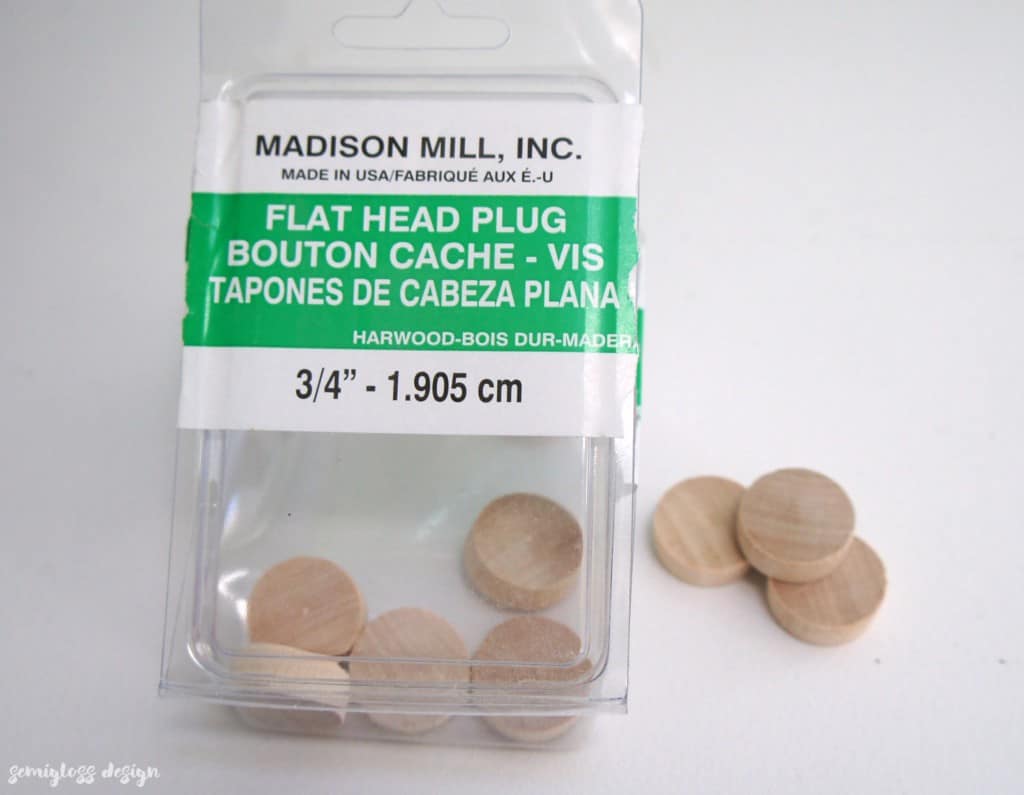 MADISON MILL, INC.
MADE IN USA/FABRIQUÉ AUX É.-U
FLAT HEAD PLUG
BOUTON CACHE - VIS
TAPONES DE CABEZA PLANA
HARWOOD-BOIS DUR-MADER
3/4” - 1.905 cm
semigloss design